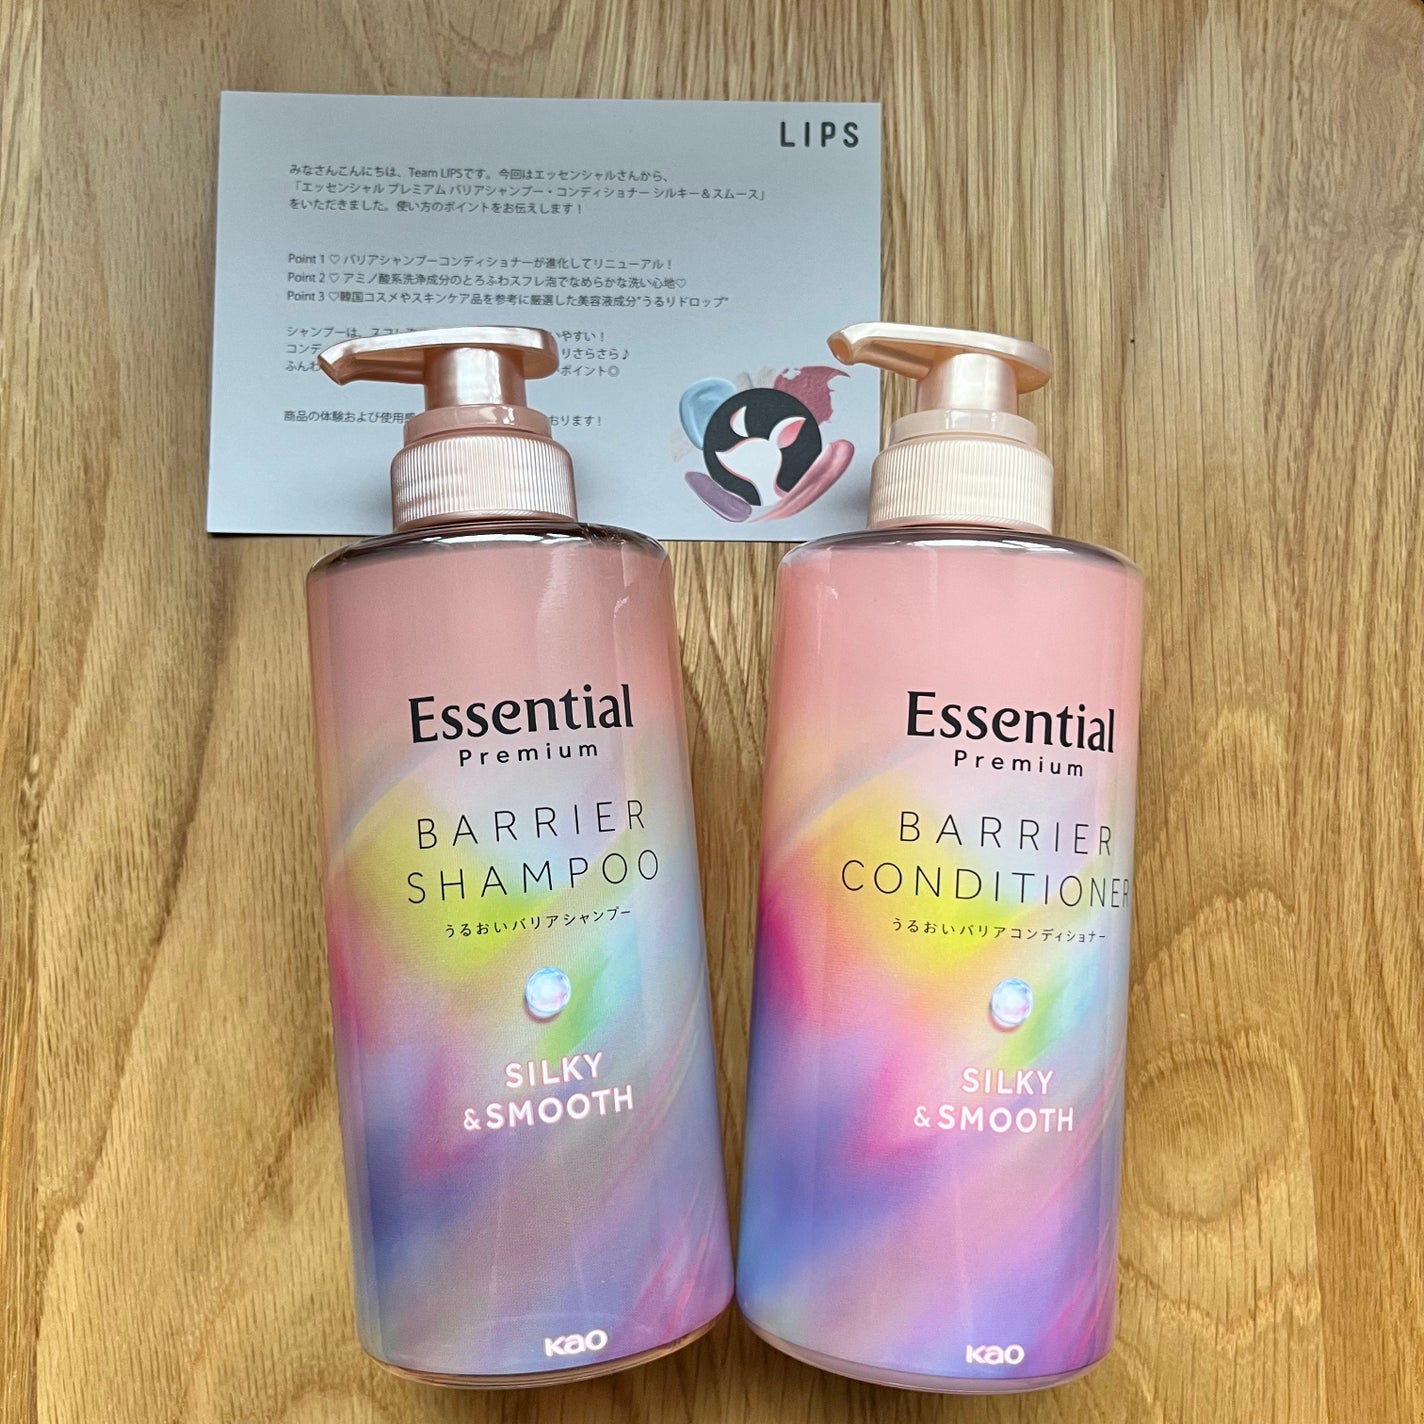 LIPS
みなさんこんにちは、Team LIPSです。今回はエッセンシャルさんから、
「エッセンシャル プレミアム バリアシャンプー・コンディショナー シルキー＆スムース」
をいただきました。使い方のポイントをお伝えします！
Point 1 ♡ バリアシャンプーコンディショナーが進化してリニューアル！
Point 2 ♡ アミノ酸系洗浄成分のとろふわスフレ泡でなめらかな洗い心地♡
Point 3 ♡韓国コスメやスキンケア品を参考に厳選した美容液成分"うるりドロップ"
シャンプーは、スフレ やすい！
コンデ りさらさら♪
ふんわ ポイント◎
商品の体験および使用感 おります！
Essential
Premium
BARRIER
SHAMPOO
うるおいバリアシャンプー
SILKY
&SMOOTH
Kao
Essential
Premium
BARRIER
CONDITIONER
うるおいバリアコンディショナー
SILKY
&SMOOTH
Kao